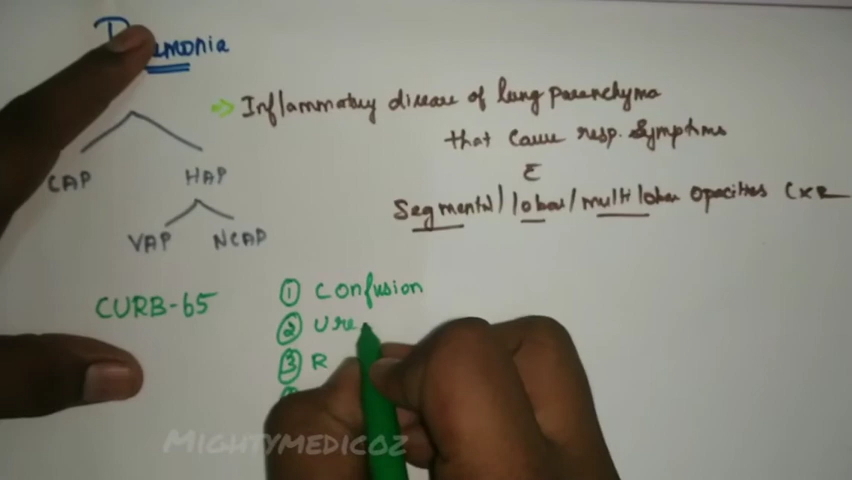 Inflammatory disease of lung parenchyma
that cause resp. symptoms
Segmental/lobar/multi lobar opacities CXR
CAP HAP
VAP NCAP
CURB-65
① Confusion
② Ure
③ R
MIGHTYMEDICOZ